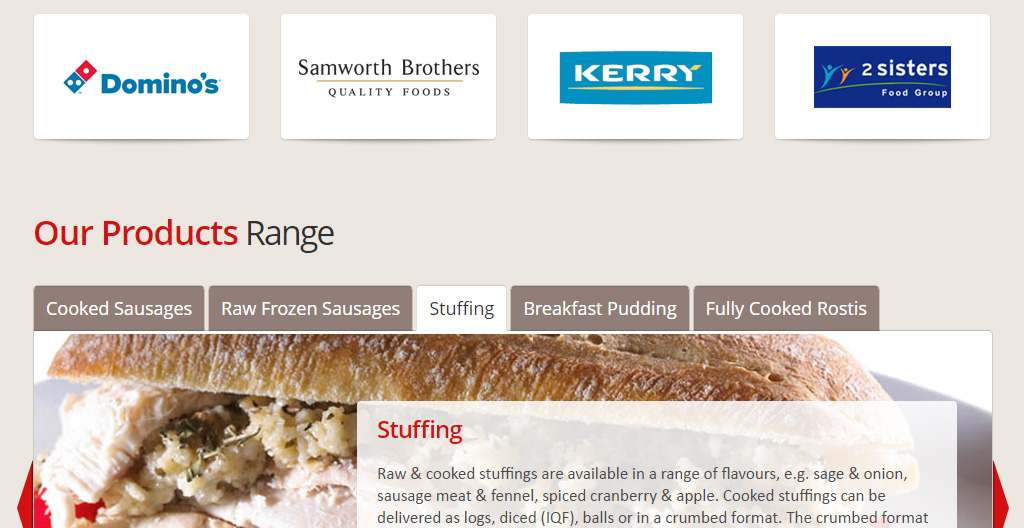 Domino's
Samworth Brothers
QUALITY FOODS
KERRY
2 sisters
Food Group
Our Products Range
Cooked Sausages
Raw Frozen Sausages
Stuffing
Breakfast Pudding
Fully Cooked Rostis
Stuffing
Raw & cooked stuffings are available in a range of flavours, e.g. sage & onion,
sausage meat & fennel, spiced cranberry & apple. Cooked stuffings can be
delivered as logs, diced (IQF), balls or in a crumbed format. The crumbed format